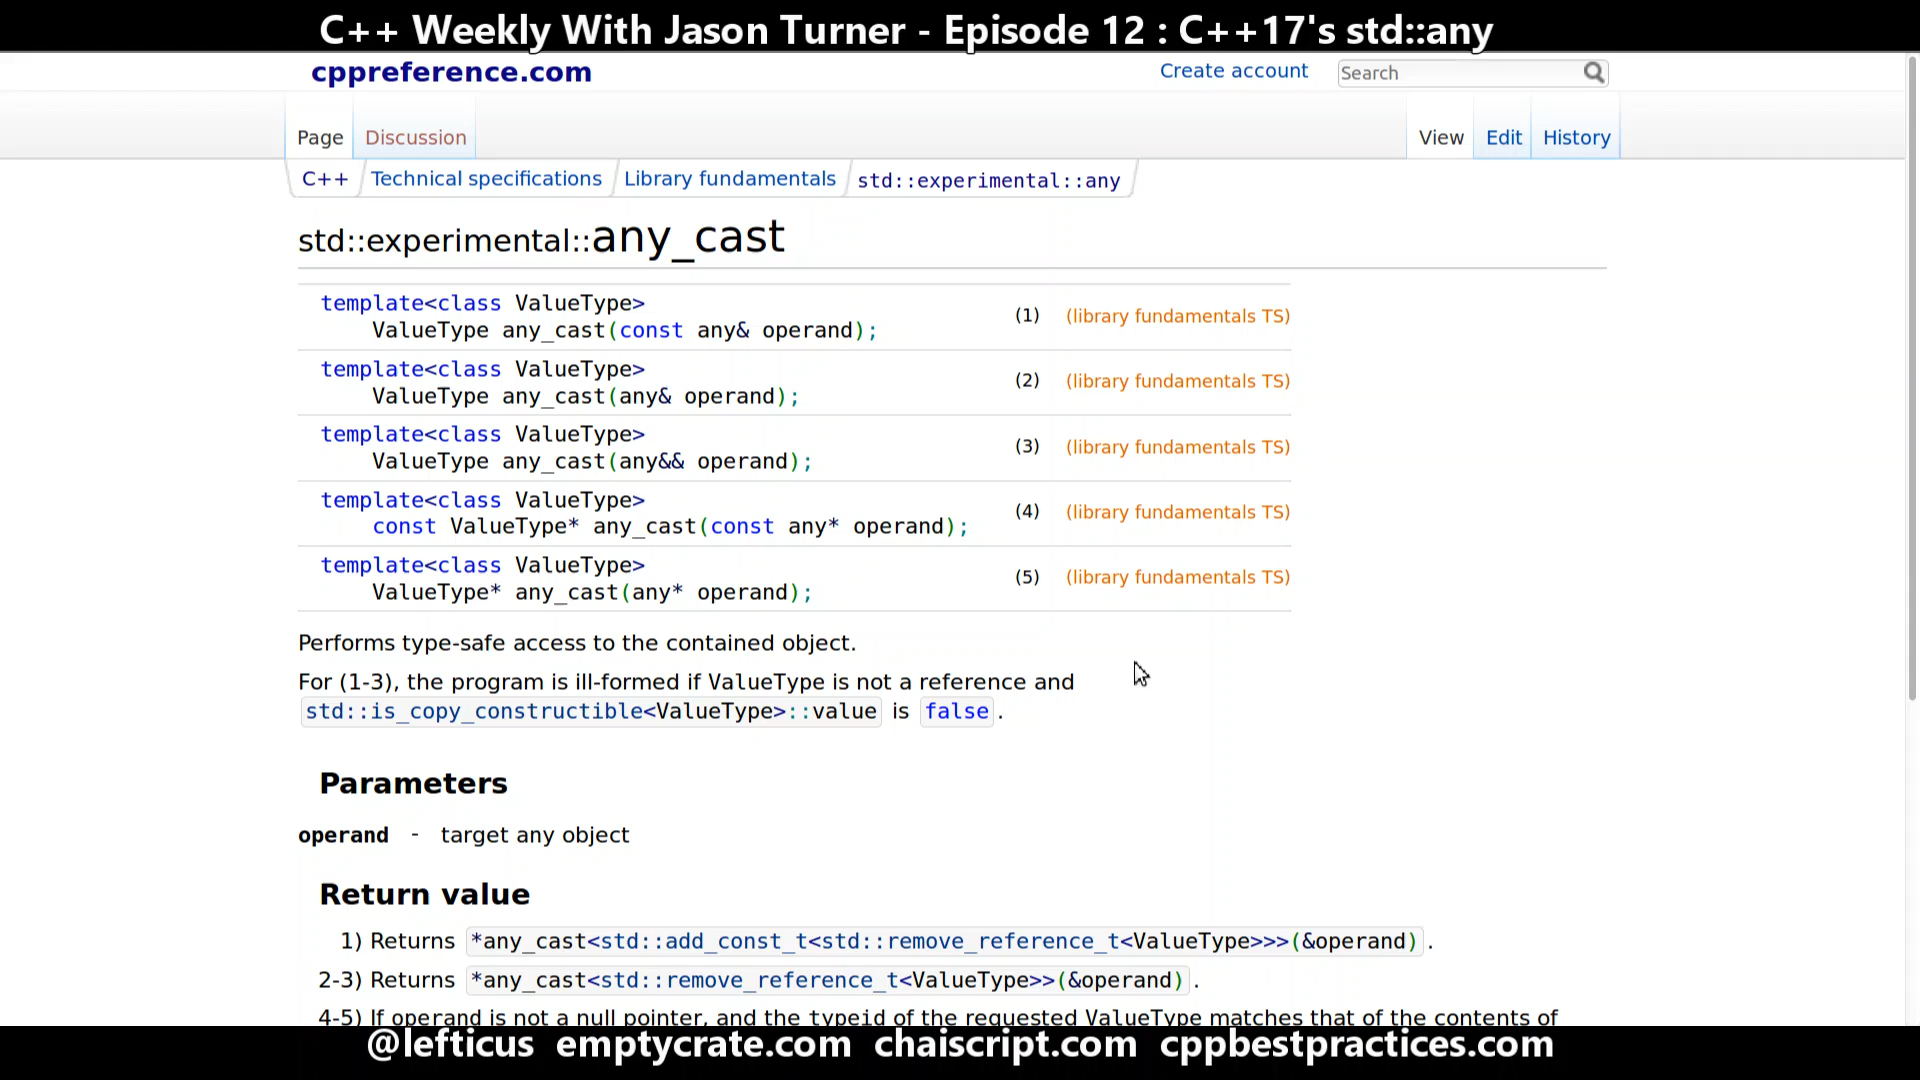 C++ Weekly With Jason Turner - Episode 12 : C++17's std::any
cppreference.com
Create account
Search
Page
Discussion
View
Edit
History
C++
Technical specifications
Library fundamentals
std::experimental::any
std::experimental::any_cast
template<class ValueType>
ValueType any_cast(const any& operand);
(1)
(library fundamentals TS)
template<class ValueType>
ValueType any_cast(any& operand);
(2)
(library fundamentals TS)
template<class ValueType>
ValueType any_cast(any&& operand);
(3)
(library fundamentals TS)
template<class ValueType>
const ValueType* any_cast(const any* operand);
(4)
(library fundamentals TS)
template<class ValueType>
ValueType* any_cast(any* operand);
(5)
(library fundamentals TS)
Performs type-safe access to the contained object.
For (1-3), the program is ill-formed if ValueType is not a reference and
std::is_copy_constructible<ValueType>::value is false.
Parameters
operand - target any object
Return value
1) Returns *any_cast<std::add_const_t<std::remove_reference_t<ValueType>>>(&operand).
2-3) Returns *any_cast<std::remove_reference_t<ValueType>>(&operand).
4-5) If operand is not a null pointer, and the typeid of the requested ValueType matches that of the contents of
@lefticus emptycrate.com chaiscript.com cppbestpractices.com